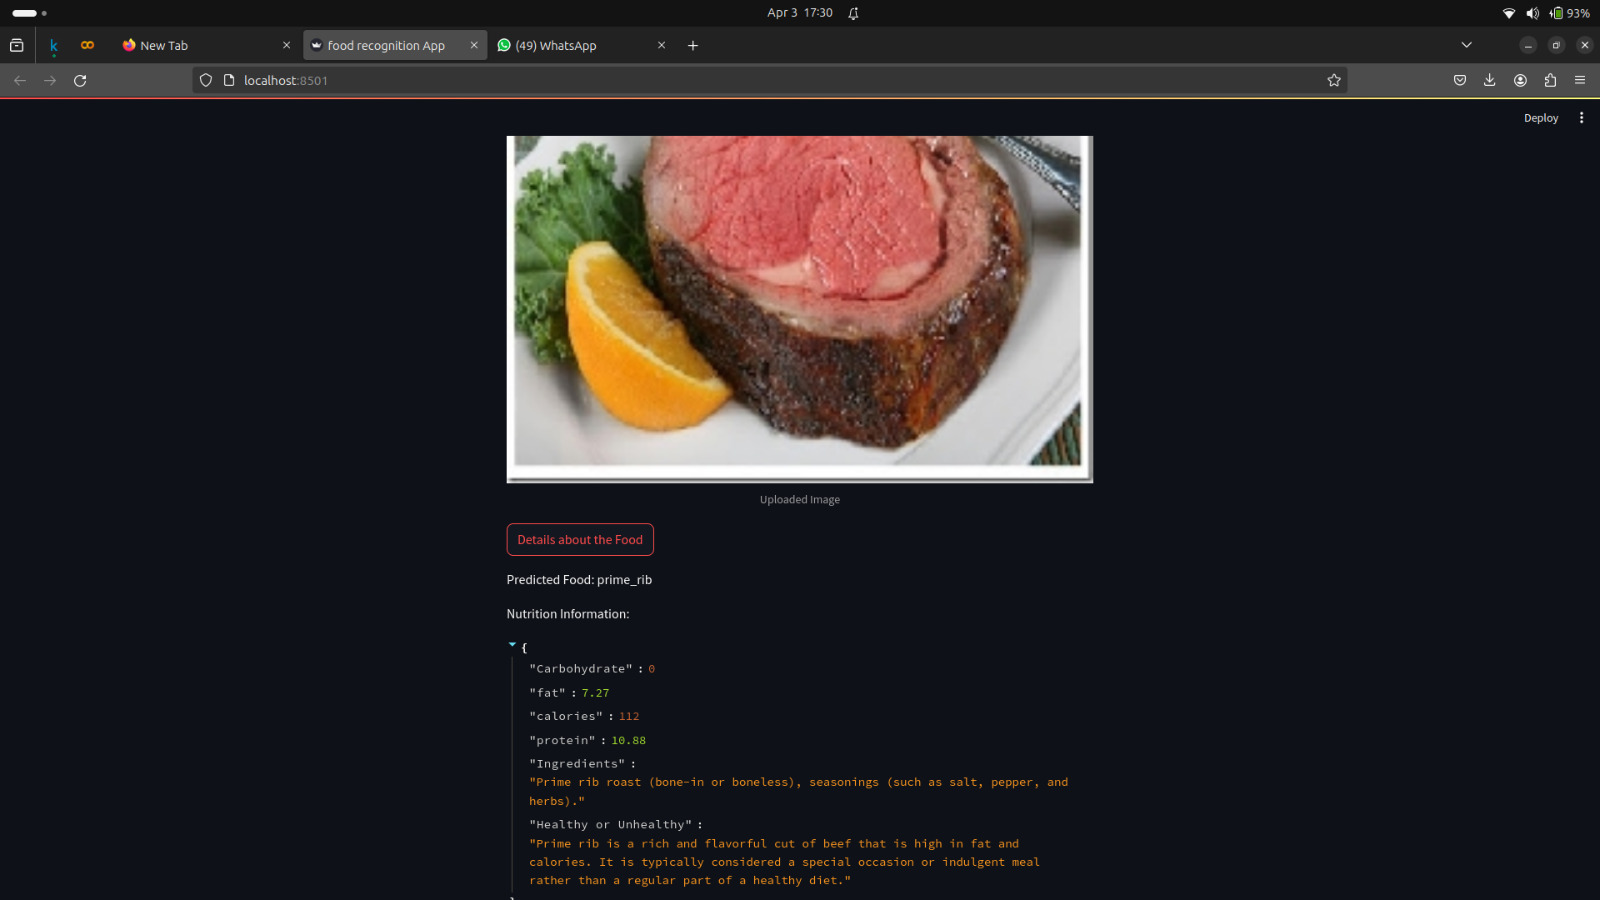 Apr 3 17:30
93%
New Tab
food recognition App
(49) WhatsApp
localhost:8501
Deploy
Uploaded Image
Details about the Food
Predicted Food: prime_rib
Nutrition Information:
{
"Carbohydrate" : 0
"fat" : 7.27
"calories" : 112
"protein" : 10.88
"Ingredients" :
"Prime rib roast (bone-in or boneless), seasonings (such as salt, pepper, and
herbs)."
"Healthy or Unhealthy" :
"Prime rib is a rich and flavorful cut of beef that is high in fat and
calories. It is typically considered a special occasion or indulgent meal
rather than a regular part of a healthy diet."